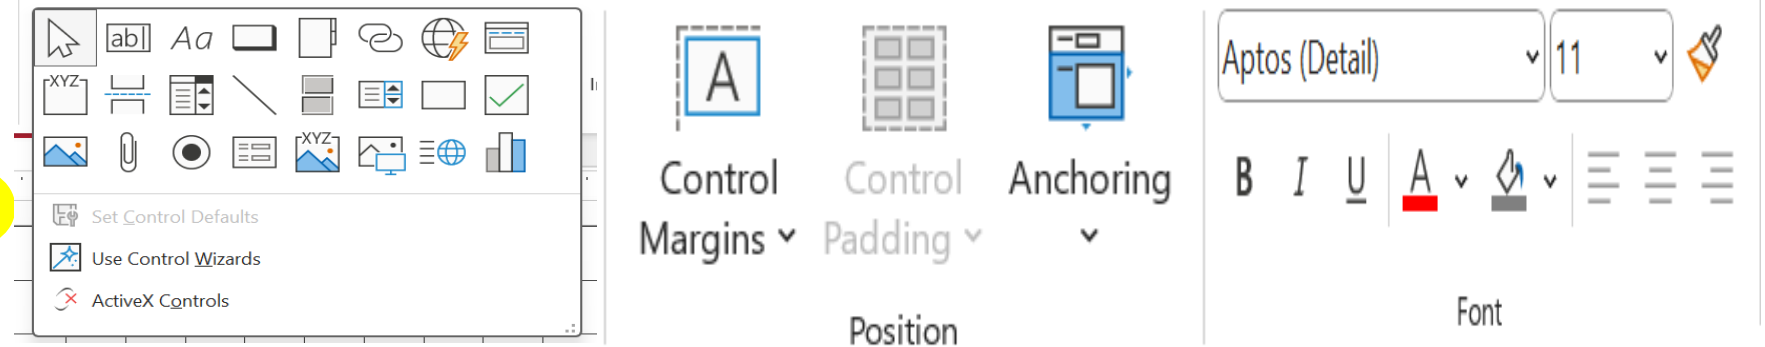 ab
Aa
XYZ
XYZ
Set Control Defaults
Use Control Wizards
ActiveX Controls
A
Control
Margins
Control
Padding
Anchoring
Position
Aptos (Detail)
11
B I U A
Font